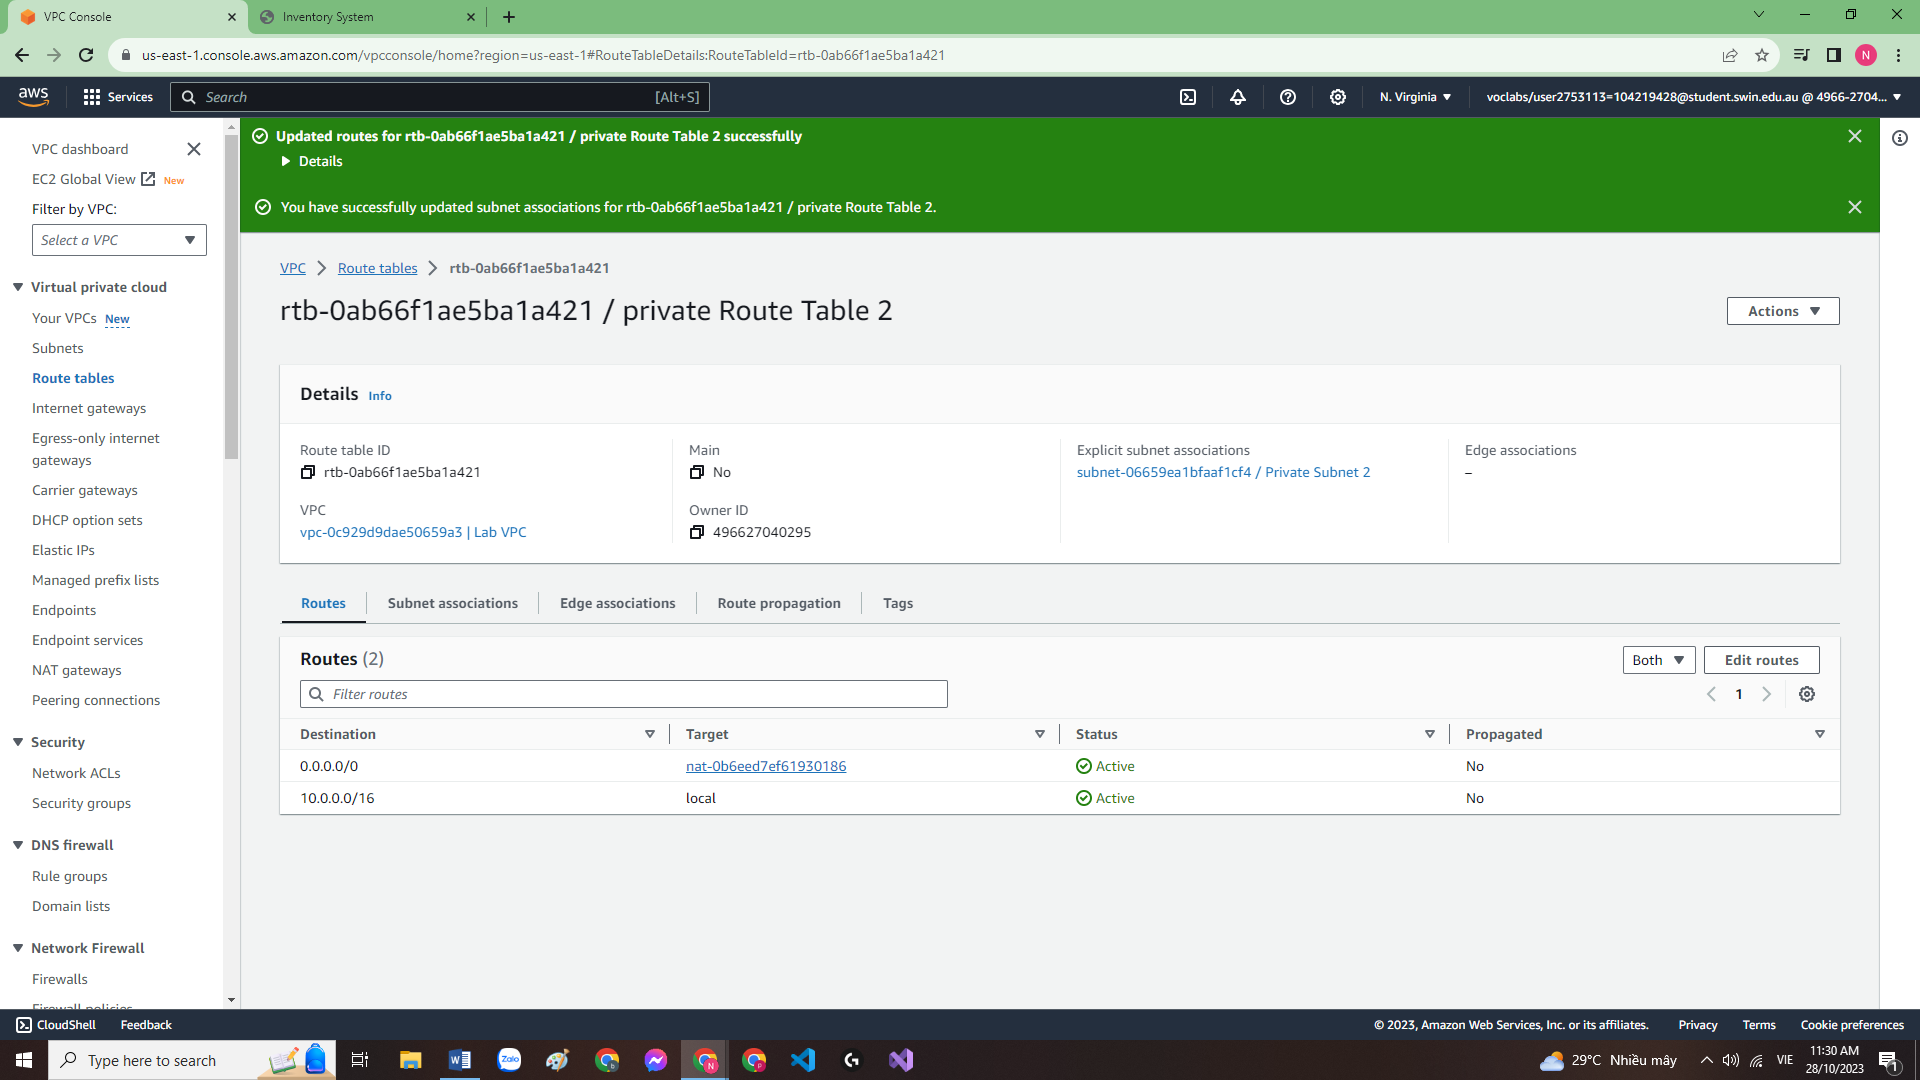 VPC Console
Inventory System
us-east-1.console.aws.amazon.com/vpcconsole/home?region=us-east-1#RouteTableDetails:RouteTableId=rtb-0ab66f1ae5ba1a421
N
aws
Services
Search
[Alt+S]
N. Virginia
voclabs/user2753113=104219428@student.swin.edu.au @ 4966-2704...
VPC dashboard
EC2 Global View
New
Filter by VPC:
Select a VPC
Virtual private cloud
Your VPCs New
Subnets
Route tables
Internet gateways
Egress-only internet
gateways
Carrier gateways
DHCP option sets
Elastic IPs
Managed prefix lists
Endpoints
Endpoint services
NAT gateways
Peering connections
Security
Network ACLs
Security groups
DNS firewall
Rule groups
Domain lists
Network Firewall
Firewalls
Firewall policies
Updated routes for rtb-0ab66f1ae5ba1a421 / private Route Table 2 successfully
Details
You have successfully updated subnet associations for rtb-0ab66f1ae5ba1a421 / private Route Table 2.
VPC
Route tables
rtb-0ab66f1ae5ba1a421
rtb-0ab66f1ae5ba1a421 / private Route Table 2
Actions
Details Info
Route table ID
rtb-0ab66f1ae5ba1a421
Main
No
Explicit subnet associations
subnet-06659ea1bfaaf1cf4 / Private Subnet 2
Edge associations
–
VPC
vpc-0c929d9dae50659a3 | Lab VPC
Owner ID
496627040295
Routes
Subnet associations
Edge associations
Route propagation
Tags
Routes (2)
Both
Edit routes
Filter routes
1
Destination
Target
Status
Propagated
0.0.0.0/0
nat-0b6eed7ef61930186
Active
No
10.0.0.0/16
local
Active
No
CloudShell
Feedback
© 2023, Amazon Web Services, Inc. or its affiliates.
Privacy
Terms
Cookie preferences
Type here to search
Zalo
29°C Nhiều mây
VIE
11:30 AM
28/10/2023
1